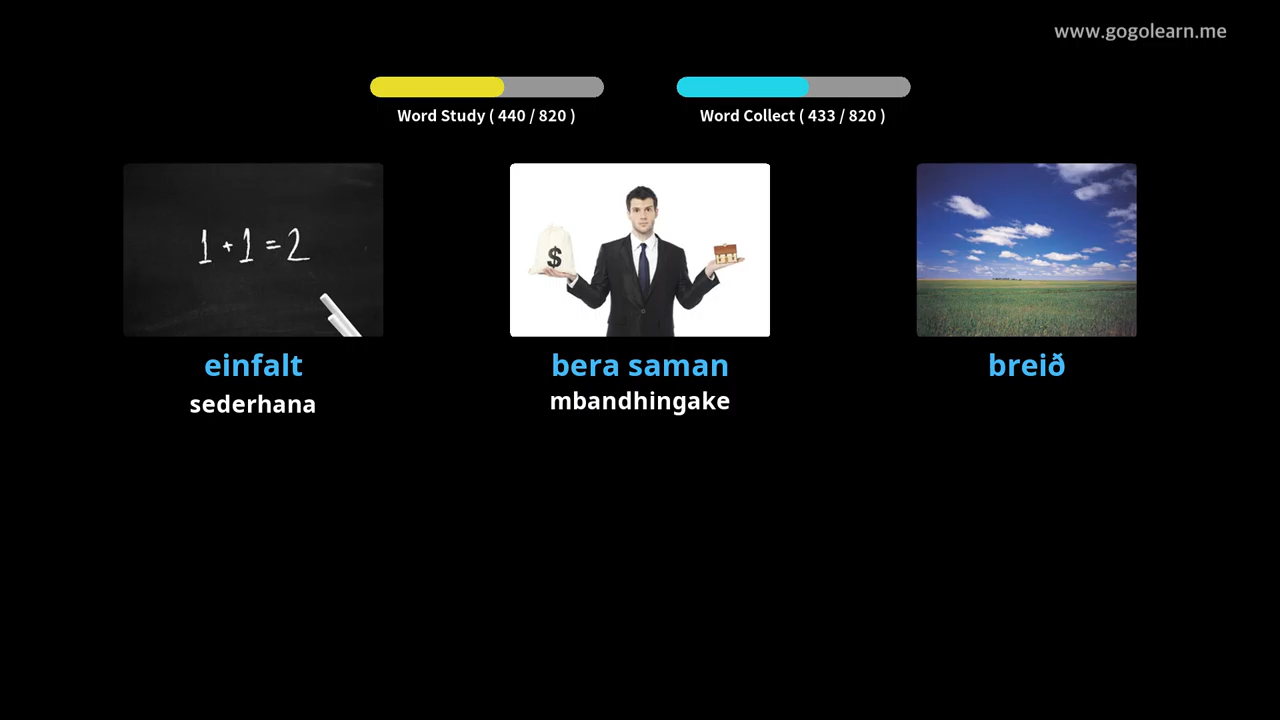 www.gogolearn.me
Word Study ( 440 / 820 )
Word Collect ( 433 / 820 )
1 + 1 = 2
$
einfalt
bera saman
breið
sederhana
mbandhingake